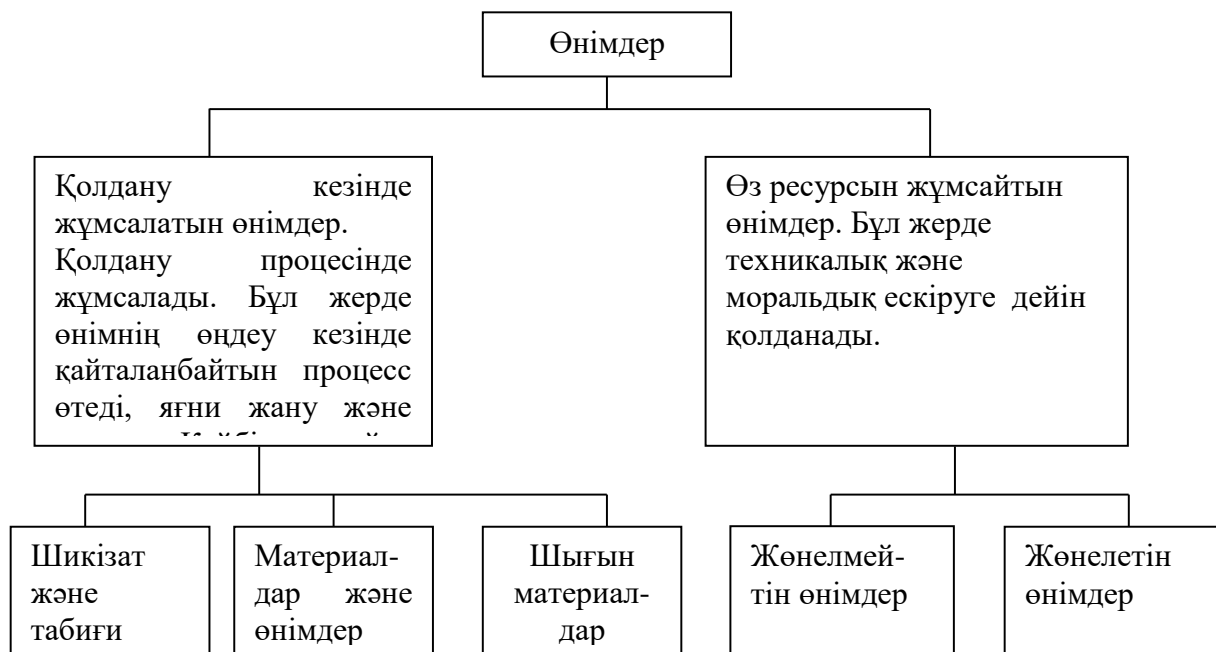 Өнімдер
Қолдану кезінде
жұмсалатын өнімдер.
Қолдану процесінде
жұмсалады. Бұл жерде
өнімнің өңдеу кезінде
қайталанбайтын процесс
өтеді, яғни жану және
Өз ресурсын жұмсайтын
өнімдер. Бұл жерде
техникалық және
моральдық ескіруге дейін
қолданады.
Шикізат
және
табиғи
Материал-
дар және
өнімдер
Шығын
материал-
дар
Жөнелмей-
тін өнімдер
Жөнелетін
өнімдер